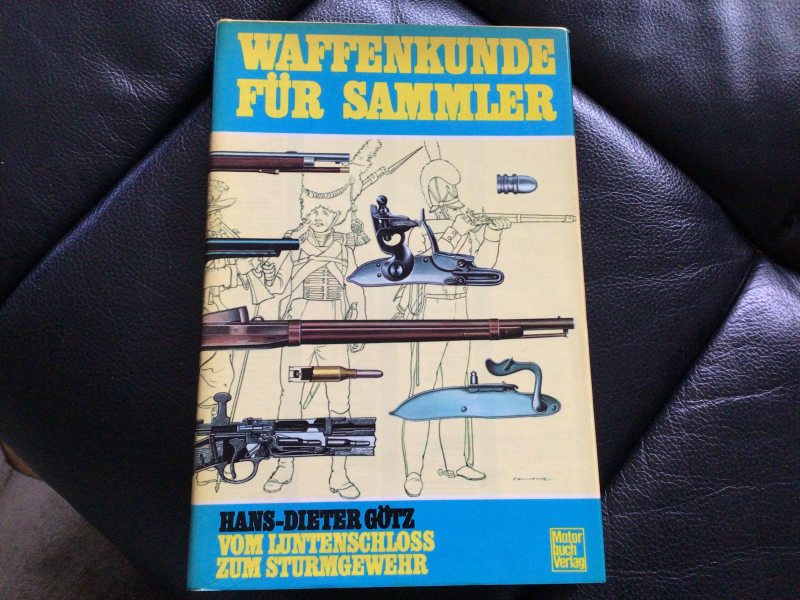 WAFFENKUNDE
FÜR SAMMLER
HANS-DIETER GÖTZ
VOM LUNTENSCHLOSS
ZUM STURMGEWEHR
Motor
buch
Verlag